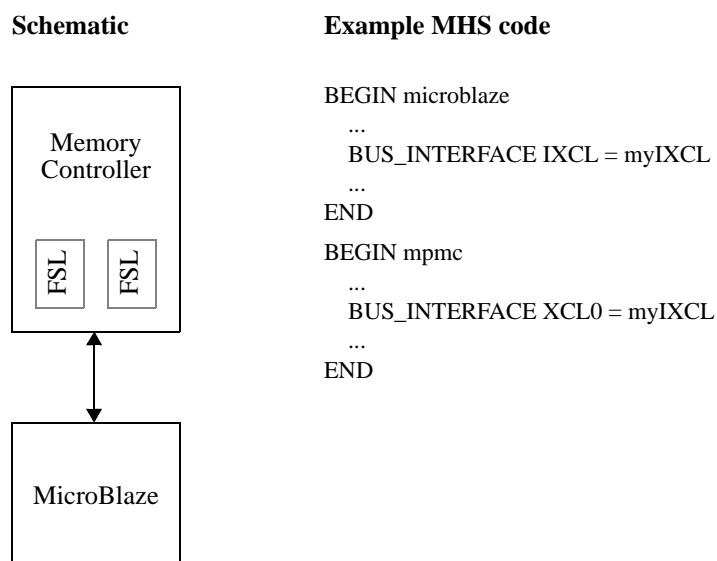 Schematic
Example MHS code
Memory
Controller
FSL
FSL
MicroBlaze
BEGIN microblaze
...
BUS_INTERFACE IXCL = myIXCL
...
END
BEGIN mpmc
...
BUS_INTERFACE XCL0 = myIXCL
...
END